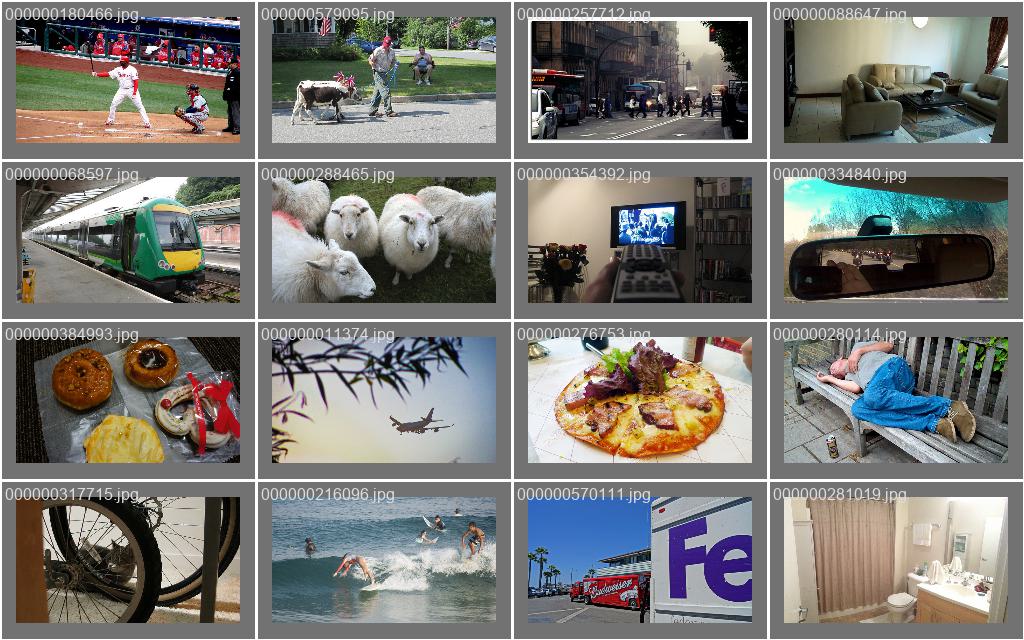 000000180466.jpg
000000579095.jpg
000000257712.jpg
000000088647.jpg
000000068597.jpg
000000288465.jpg
000000354392.jpg
000000334840.jpg
000000384993.jpg
000000011374.jpg
000000276753.jpg
000000280114.jpg
000000317715.jpg
000000216096.jpg
000000570111.jpg
000000281019.jpg
Budweiser
Fe